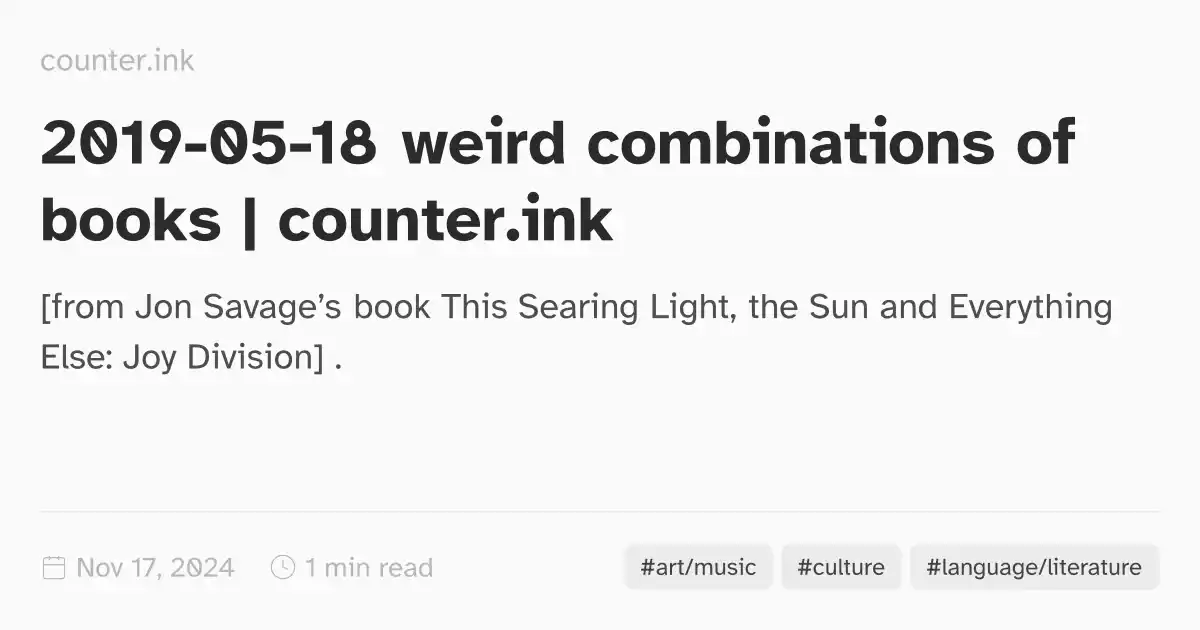 counter.ink
2019-05-18 weird combinations of
books | counter.ink
[from Jon Savage’s book This Searing Light, the Sun and Everything
Else: Joy Division] .
Nov 17, 2024 1 min read #art/music #culture #language/literature